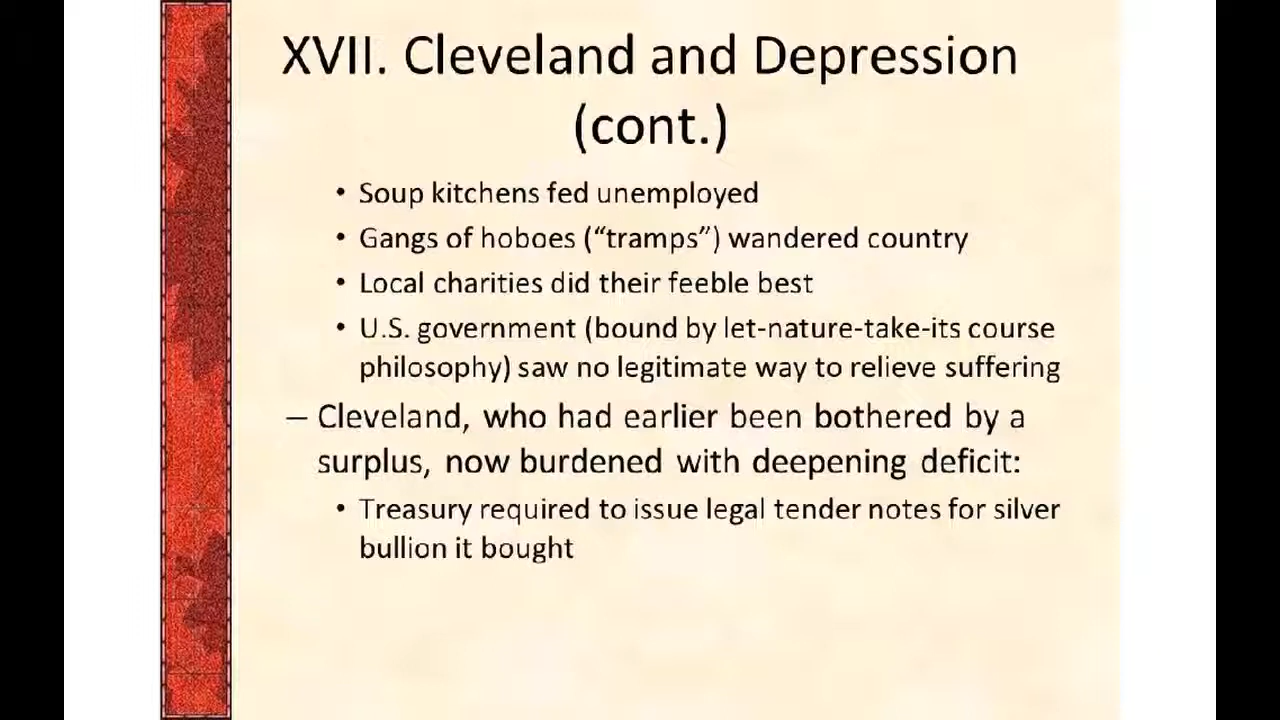 XVII. Cleveland and Depression
(cont.)
• Soup kitchens fed unemployed
• Gangs of hoboes (“tramps”) wandered country
• Local charities did their feeble best
• U.S. government (bound by let-nature-take-its course
philosophy) saw no legitimate way to relieve suffering
– Cleveland, who had earlier been bothered by a
surplus, now burdened with deepening deficit:
• Treasury required to issue legal tender notes for silver
bullion it bought